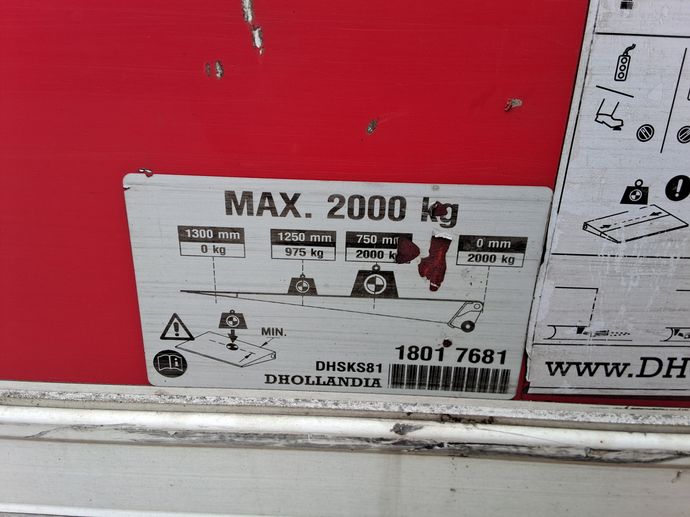 MAX. 2000 kg
1300 mm 1250 mm 750 mm 0 mm
0 kg 975 kg 2000 kg 2000 kg
MIN.
DHSKS81 1801 7681
DHOLLANDIA
www.DH